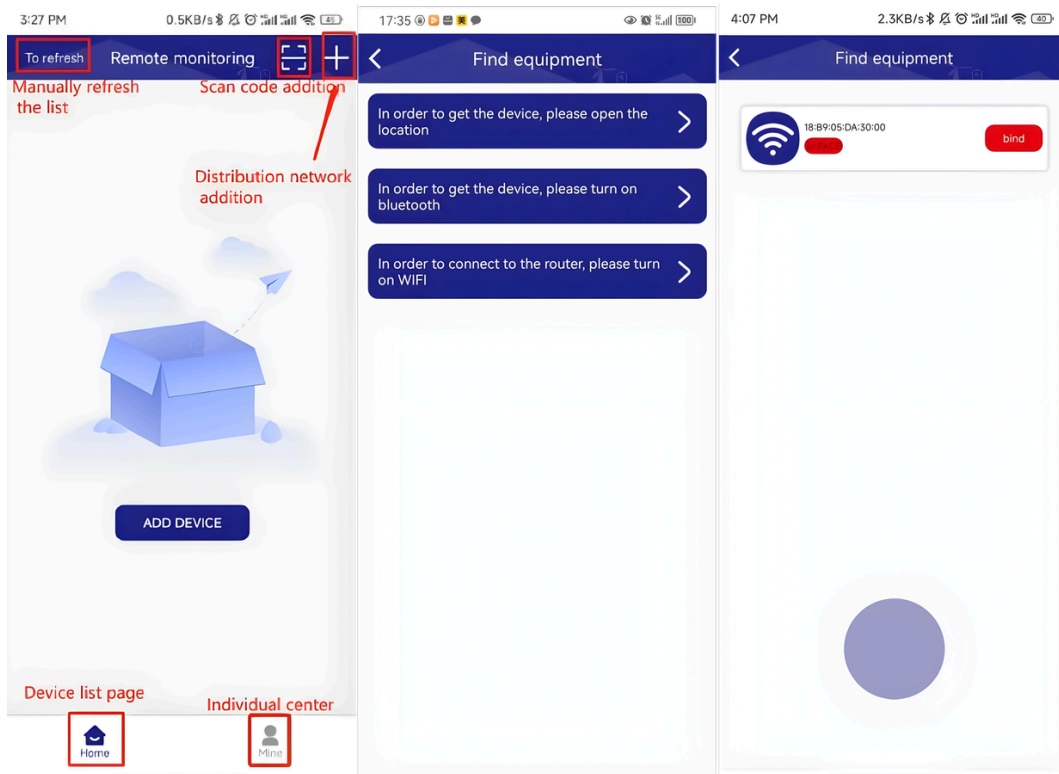 3:27 PM
0.5KB/s
45
To refresh
Remote monitoring
Manually refresh
the list
Scan code addition
Distribution network
addition
ADD DEVICE
Device list page
Individual center
Home
Mine
17:35
100
Find equipment
In order to get the device, please open the
location
In order to get the device, please turn on
bluetooth
In order to connect to the router, please turn
on WIFI
4:07 PM
2.3KB/s
40
Find equipment
18:B9:05:DA:30:00
bind